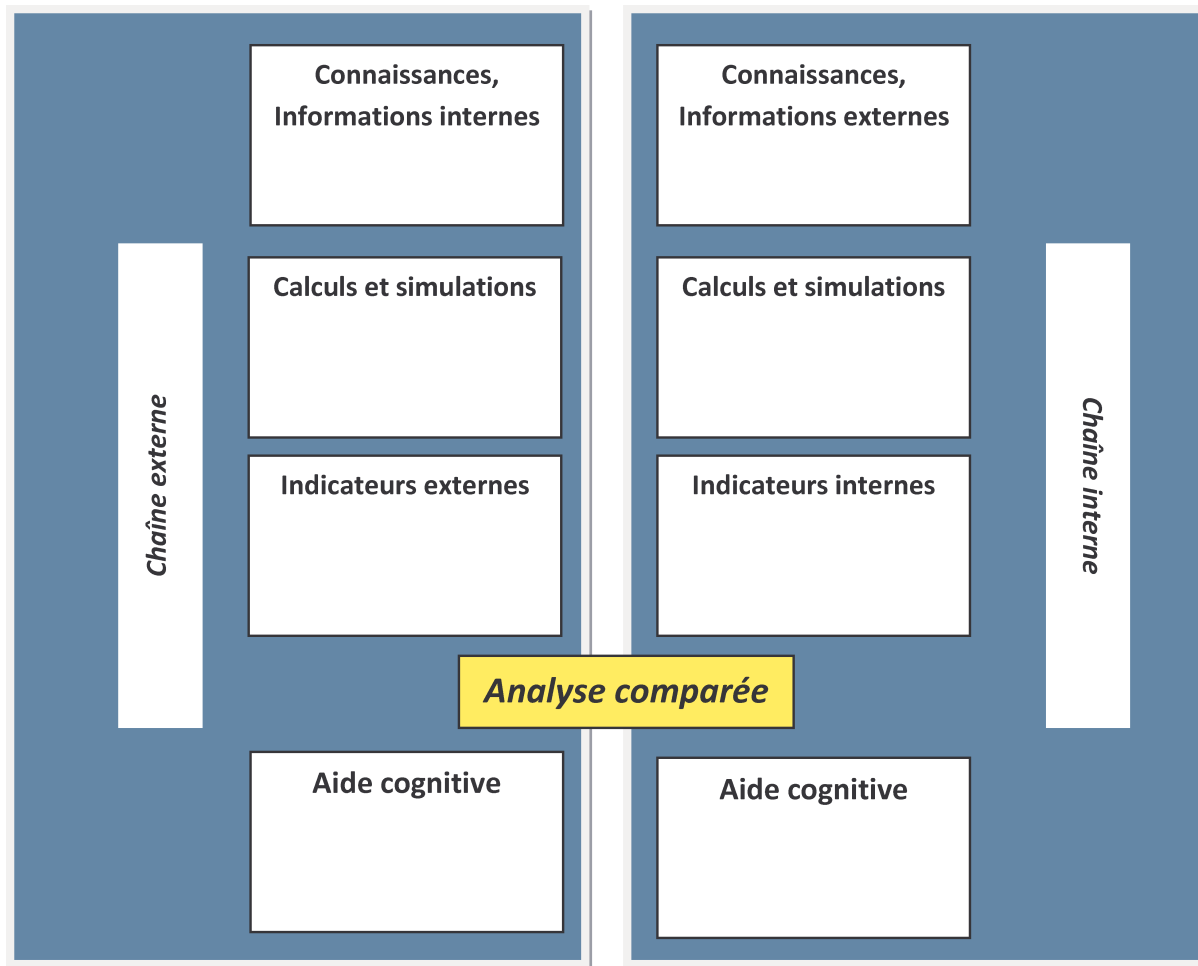 Chaîne externe
Connaissances,
Informations internes
Calculs et simulations
Indicateurs externes
Aide cognitive
Analyse comparée
Connaissances,
Informations externes
Calculs et simulations
Indicateurs internes
Aide cognitive
Chaîne interne